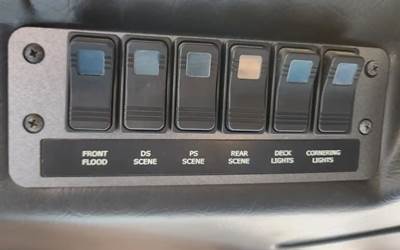 FRONT
FLOOD
DS
SCENE
PS
SCENE
REAR
SCENE
DECK
LIGHTS
CORNERING
LIGHTS